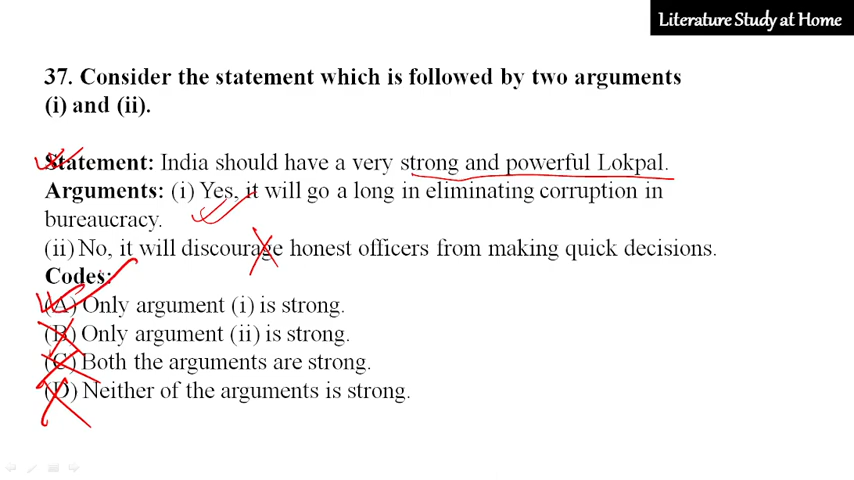 Literature Study at Home
37. Consider the statement which is followed by two arguments
(i) and (ii).
Statement: India should have a very strong and powerful Lokpal.
Arguments: (i) Yes, it will go a long in eliminating corruption in
bureaucracy.
(ii) No, it will discourage honest officers from making quick decisions.
Codes:
(A) Only argument (i) is strong.
(B) Only argument (ii) is strong.
(C) Both the arguments are strong.
(D) Neither of the arguments is strong.